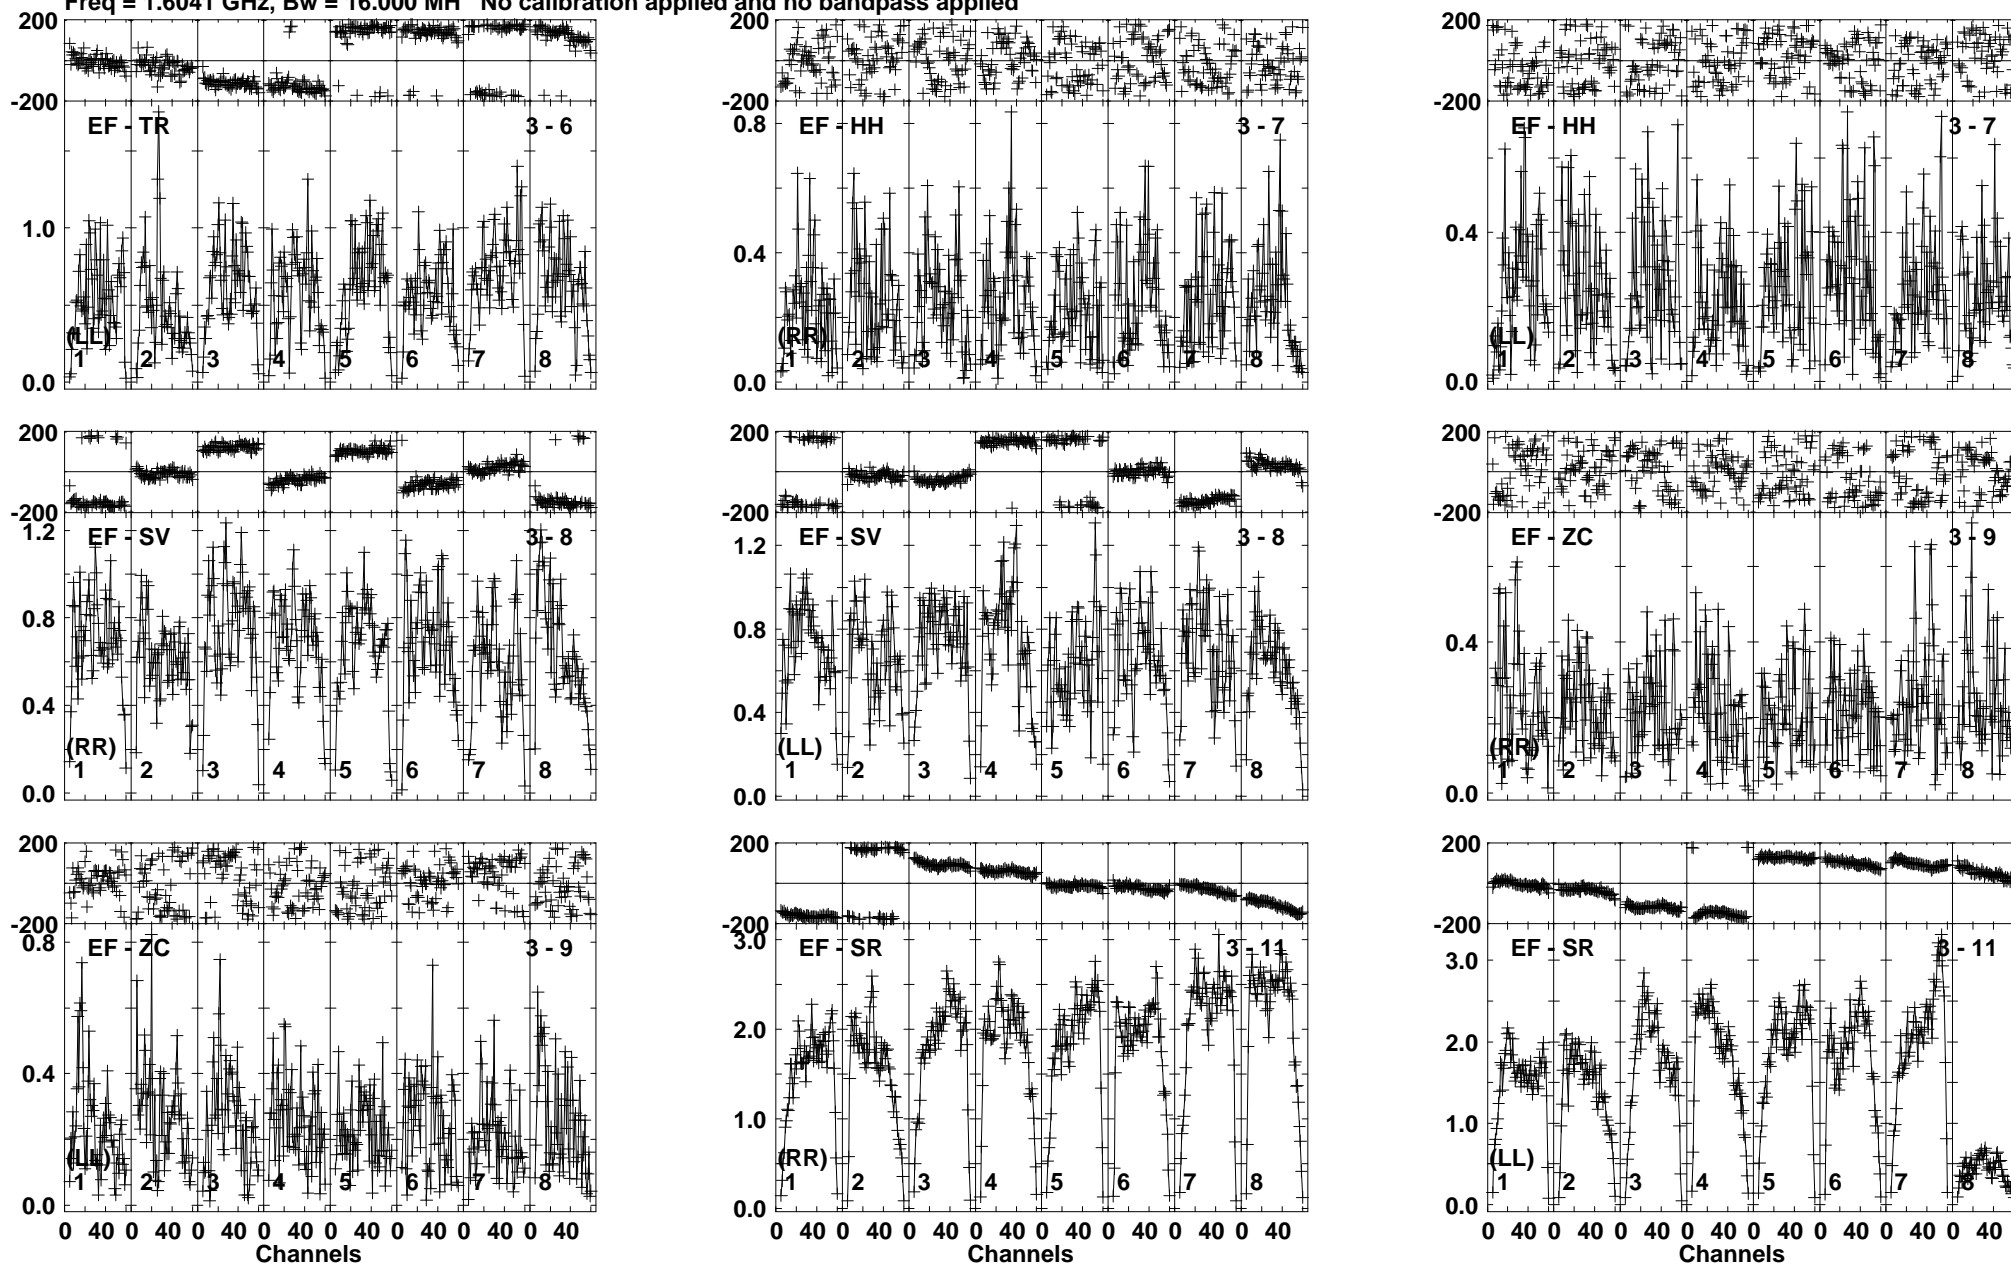 Freq = 1.6041 GHz, Bw = 16.000 MH No calibration applied and no bandpass applied
200 200 200
-200 -200 -200
EF - TR 3 - 6 EF - HH 3 - 7 EF - HH 3 - 7
0.8
1.0
0.4 0.4
(LL) (RR) (LL)
1 2 3 4 5 6 7 8 1 2 3 4 5 6 7 8 1 2 3 4 5 6 7 8
0.0 0.0 0.0
200 200 200
-200 -200 -200
EF - SV 3 - 8 EF - SV 3 - 8 EF - ZC 3 - 9
1.2 1.2
0.8 0.8 0.4
0.4 0.4
(RR) (LL) (RR)
1 2 3 4 5 6 7 8 1 2 3 4 5 6 7 8 1 2 3 4 5 6 7 8
0.0 0.0 0.0
200 200 200
-200 -200 -200
EF - ZC 3 - 9 EF - SR 3 - 11 EF - SR 3 - 11
0.8 3.0 3.0
2.0 2.0
0.4 1.0 1.0
(LL) (RR) (LL)
1 2 3 4 5 6 7 8 1 2 3 4 5 6 7 8 1 2 3 4 5 6 7 8
0.0 0.0 0.0
0 40 0 40 0 40 0 40 0 40 0 40 0 40 0 40 0 40 0 40 0 40 0 40 0 40 0 40 0 40 0 40 0 40 0 40 0 40 0 40 0 40 0 40 0 40 0 40
Channels Channels Channels